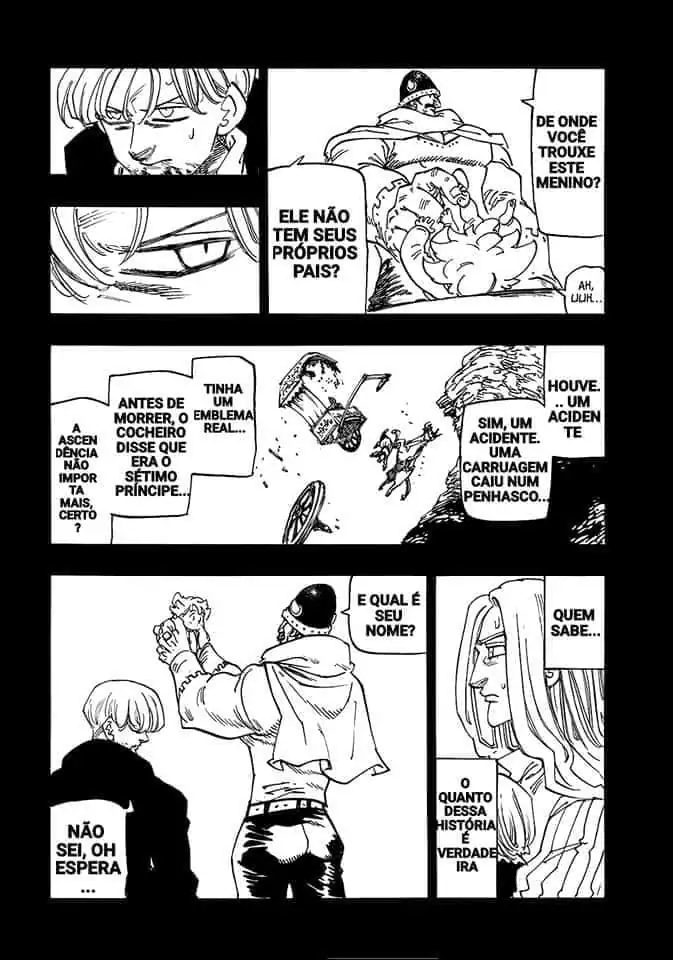 DE ONDE
VOCÊ
TROUXE
ESTE
MENINO?
AH,
UUH...
ELE NÃO
TEM SEUS
PRÓPRIOS
PAIS?
HOUVE.
.. UM
ACIDEN
TE
SIM, UM
ACIDENTE.
UMA
CARRUAGEM
CAIU NUM
PENHASCO...
TINHA
UM
EMBLEMA
REAL...
ANTES DE
MORRER, O
COCHEIRO
DISSE QUE
ERA O
SÉTIMO
PRÍNCIPE...
A
ASCEN
DÊNCIA
NÃO
IMPOR
TA
MAIS,
CERTO
?
QUEM
SABE...
O
QUANTO
DESSA
HISTÓRIA
É
VERDADE
IRA
E QUAL É
SEU
NOME?
NÃO
SEI, OH
ESPERA
...